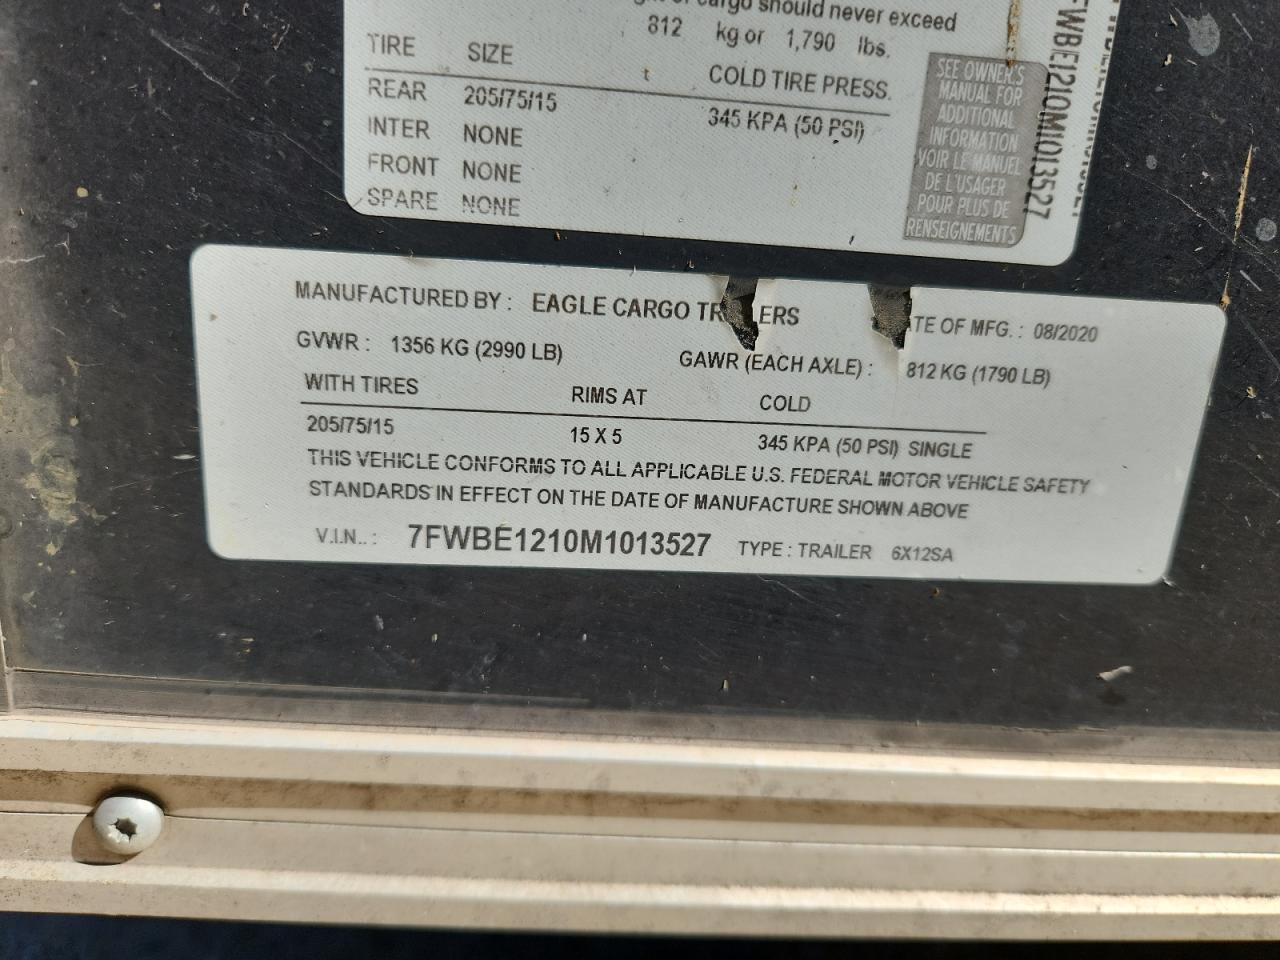 of cargo should never exceed
812 kg or 1,790 lbs.
TIRE SIZE COLD TIRE PRESS.
REAR 205/75/15 345 KPA (50 PSI)
INTER NONE
FRONT NONE
SPARE NONE
SEE OWNER'S
MANUAL FOR
ADDITIONAL
INFORMATION
VOIR LE MANUEL
DE L'USAGER
POUR PLUS DE
RENSEIGNEMENTS
FWBE1210M1013527
MANUFACTURED BY : EAGLE CARGO TR ERS TE OF MFG. : 08/2020
GVWR : 1356 KG (2990 LB) GAWR (EACH AXLE) : 812 KG (1790 LB)
WITH TIRES RIMS AT COLD
205/75/15 15 X 5 345 KPA (50 PSI) SINGLE
THIS VEHICLE CONFORMS TO ALL APPLICABLE U.S. FEDERAL MOTOR VEHICLE SAFETY
STANDARDS IN EFFECT ON THE DATE OF MANUFACTURE SHOWN ABOVE
V.I.N.. : 7FWBE1210M1013527 TYPE : TRAILER 6X12SA